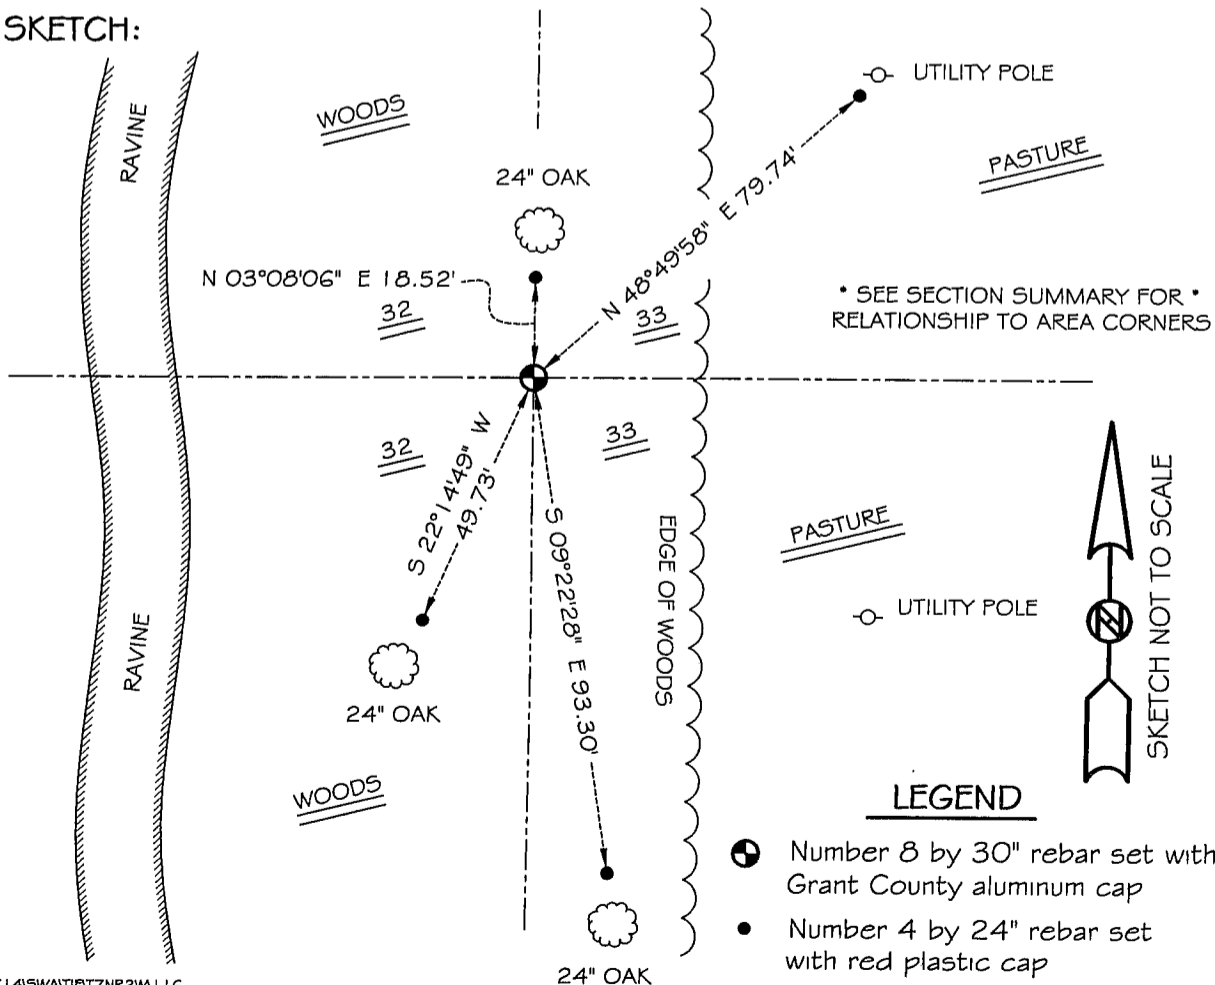 SKETCH:
UTILITY POLE
WOODS
RAVINE
PASTURE
24" OAK
N 48°49'58" E 79.74'
N 03°08'06" E 18.52'
* SEE SECTION SUMMARY FOR *
RELATIONSHIP TO AREA CORNERS
32
33
32
33
S 22°14'49" W
49.73'
S 09°22'28" E 93.30'
EDGE OF WOODS
PASTURE
UTILITY POLE
SKETCH NOT TO SCALE
N
RAVINE
24" OAK
WOODS
24" OAK
LEGEND
Number 8 by 30" rebar set with
Grant County aluminum cap
Number 4 by 24" rebar set
with red plastic cap